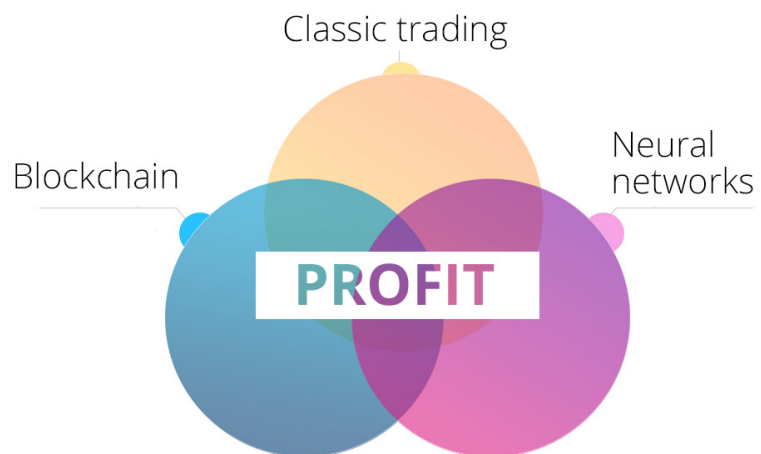 Classic trading
Blockchain
Neural
networks
PROFIT